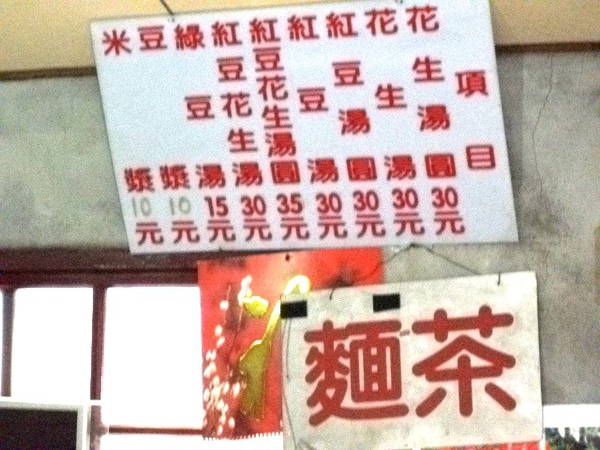 項目
花生湯圓30元
花生湯30元
紅豆湯圓30元
紅豆湯30元
紅豆花生湯圓35元
紅豆花生湯30元
綠豆湯15元
豆漿10元
米漿10元
麵茶